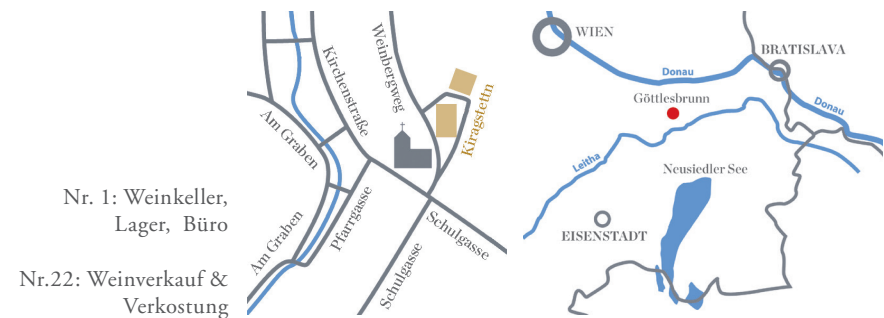 Nr. 1: Weinkeller,
Lager, Büro
Nr.22: Weinverkauf &
Verkostung
Kirchenstraße
Weinbergweg
Kiragstettn
Am Graben
Am Graben
Pfarrgasse
Schulgasse
Schulgasse
WIEN
BRATISLAVA
Donau
Göttlesbrunn
Donau
Leitha
Neusiedler See
EISENSTADT